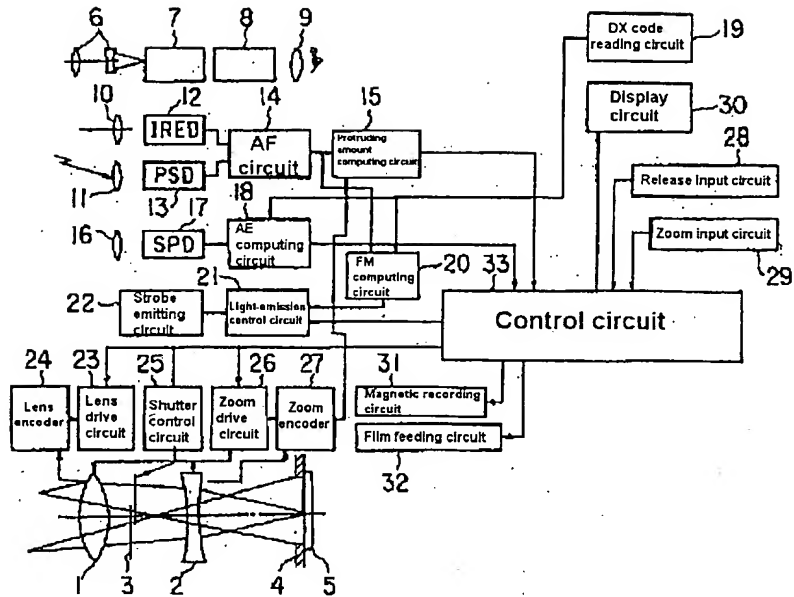 6
7
8
9
DX code
reading circuit
19
10
12
14
15
Display
circuit
30
IRED
AF
circuit
Protruding
amount
computing circuit
28
PSD
Release input circuit
11
13
17
18
16
SPD
AE
computing
circuit
Zoom input circuit
29
FM
computing
circuit
20
33
21
22
Strobe
emitting
circuit
Light-emission
control circuit
Control circuit
24
23
25
26
27
31
Magnetic recording
circuit
Lens
encoder
Lens
drive
circuit
Shutter
control
circuit
Zoom
drive
circuit
Zoom
encoder
Film feeding circuit
32
1
3
2
4
5